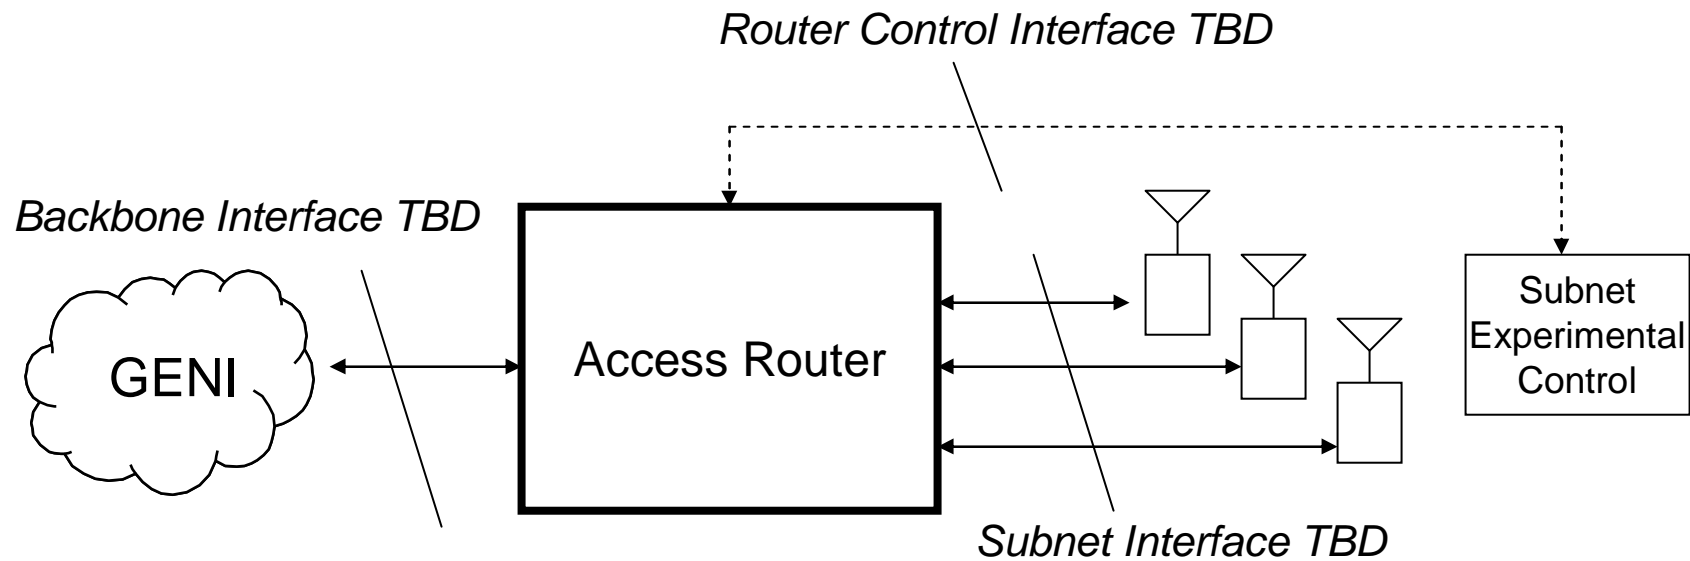 Router Control Interface TBD
Backbone Interface TBD
GENI
Access Router
Subnet
Experimental
Control
Subnet Interface TBD